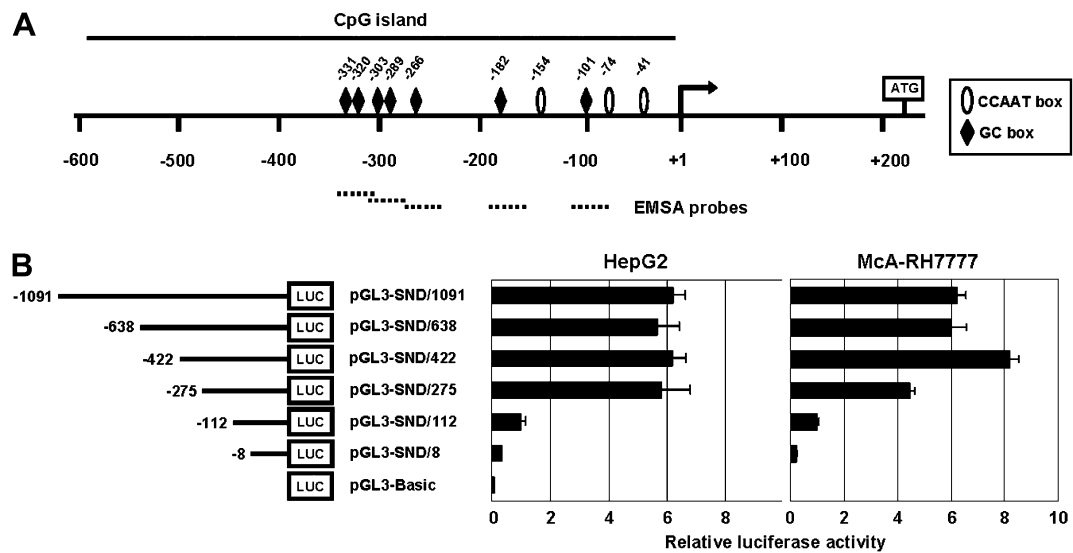 A
CpG island
-331 -320 -303 -289 -266 -182 -154 -101 -74 -41
ATG
CCAAT box
GC box
-600 -500 -400 -300 -200 -100 +1 +100 +200
EMSA probes
B
HepG2 McA-RH7777
-1091 LUC pGL3-SND/1091
-638 LUC pGL3-SND/638
-422 LUC pGL3-SND/422
-275 LUC pGL3-SND/275
-112 LUC pGL3-SND/112
-8 LUC pGL3-SND/8
LUC pGL3-Basic
0 2 4 6 8 0 2 4 6 8 10
Relative luciferase activity